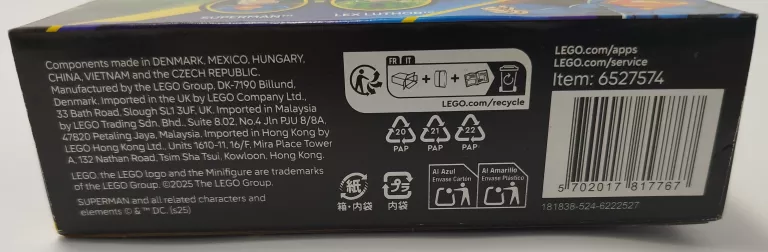 SUPERMAN™
LEX LUTHOR™
Components made in DENMARK, MEXICO, HUNGARY,
CHINA, VIETNAM and the CZECH REPUBLIC.
Manufactured by the LEGO Group, DK-7190 Billund,
Denmark. Imported in the UK by LEGO Company Ltd.,
33 Bath Road, Slough SL1 3UF, UK. Imported in Malaysia
by LEGO Trading Sdn. Bhd., Suite 8.02, No.4 Jln PJU 8/8A,
47820 Petaling Jaya, Malaysia. Imported in Hong Kong by
LEGO Hong Kong Ltd., Units 1610-11, 16/F, Mira Place Tower
A, 132 Nathan Road, Tsim Sha Tsui, Kowloon, Hong Kong.
LEGO, the LEGO logo and the Minifigure are trademarks
of the LEGO Group. ©2025 The LEGO Group.
SUPERMAN and all related characters and
elements © & ™ DC. (s25)
FR IT
LEGO.com/recycle
20 21 22
PAP PAP PAP
紙 プラ
箱・内袋 内袋
Al Azul
Envase Cartón
Al Amarillo
Envase Plástico
LEGO.com/apps
LEGO.com/service
Item: 6527574
5 702017 817767
181838-524-6222527